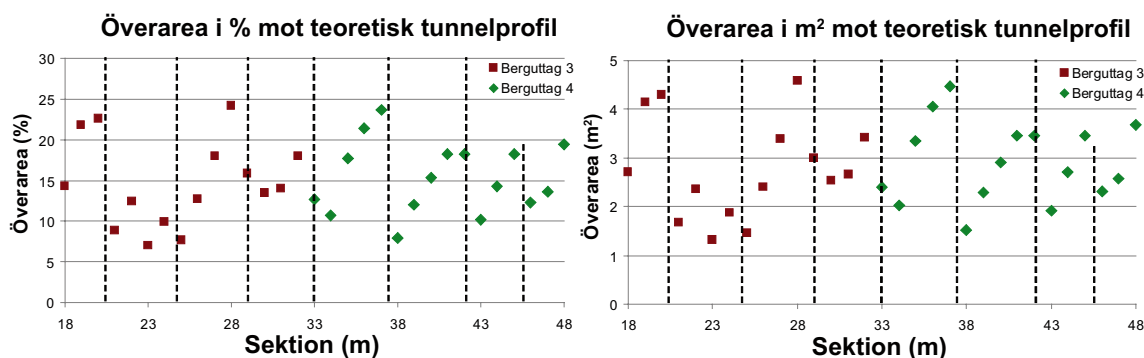 Överarea i % mot teoretisk tunnelprofil
Överarea (%)
30
25
20
15
10
5
0
Berguttag 3
Berguttag 4
18 23 28 33 38 43 48
Sektion (m)
Överarea i m² mot teoretisk tunnelprofil
Överarea (m²)
5
4
3
2
1
0
Berguttag 3
Berguttag 4
18 23 28 33 38 43 48
Sektion (m)